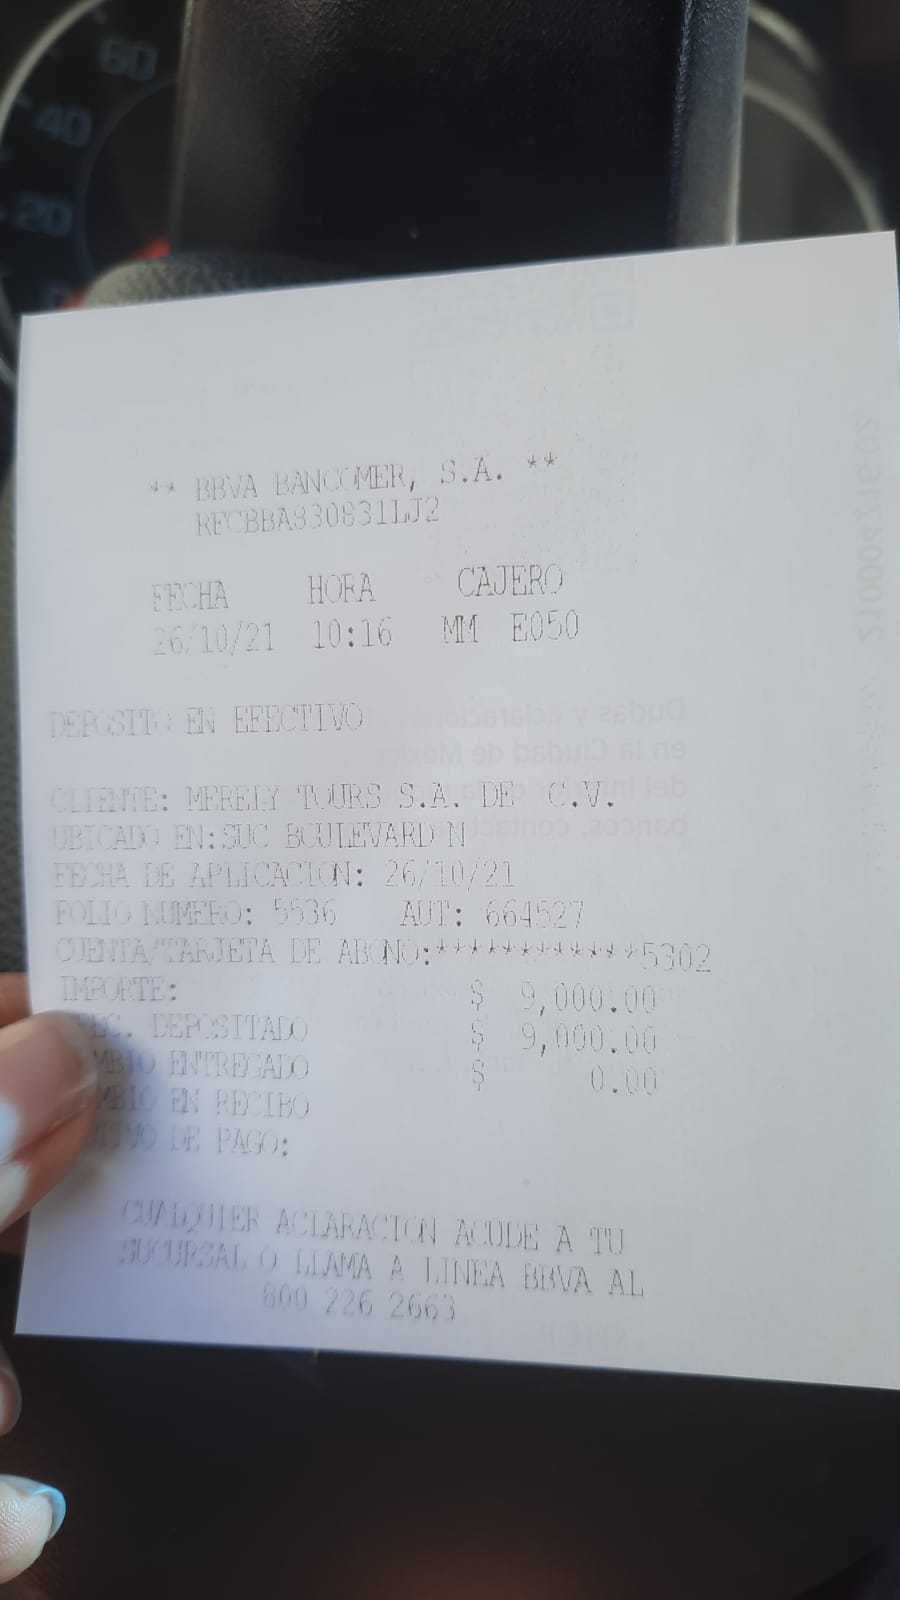 60
40
20
** BBVA BANCOMER, S.A. **
RFCBBA830831LJ2
FECHA HORA CAJERO
26/10/21 10:16 MM E050
DEPOSITO EN EFECTIVO
CLIENTE: MERELY TOURS S.A. DE C.V.
UBICADO EN:SUC BOULEVARD N
FECHA DE APLICACION: 26/10/21
FOLIO NUMERO: 5536 AUT: 664527
CUENTA/TARJETA DE ABONO:************5302
IMPORTE: $ 9,000.00
DEPOSITADO $ 9,000.00
ENTREGADO $ 0.00
EN RECIBO
DE PAGO:
CUALQUIER ACLARACION ACUDE A TU
SUCURSAL O LLAMA A LINEA BBVA AL
800 226 2663